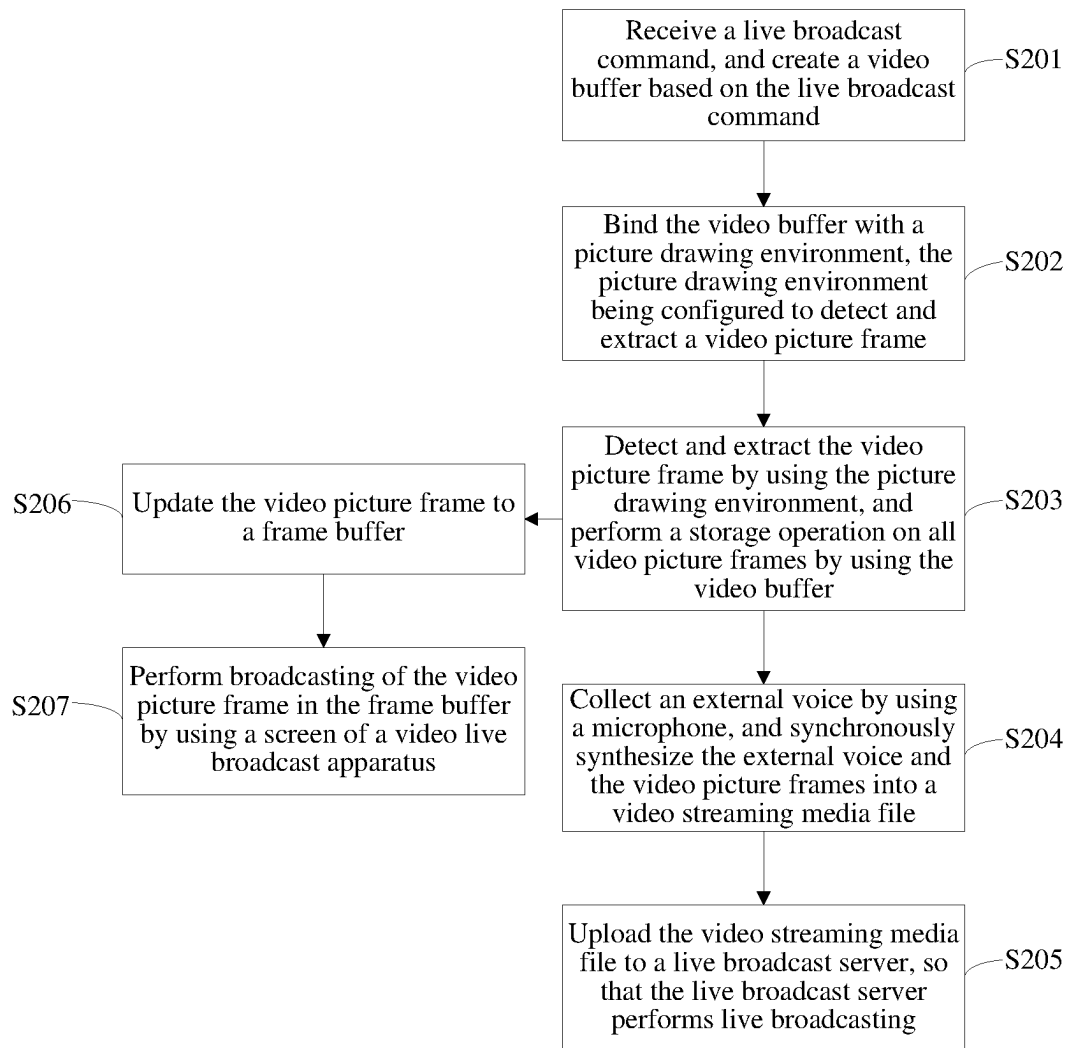 Receive a live broadcast
command, and create a video
buffer based on the live broadcast
command
S201
Bind the video buffer with a
picture drawing environment, the
picture drawing environment
being configured to detect and
extract a video picture frame
S202
Detect and extract the video
picture frame by using the picture
drawing environment, and
perform a storage operation on all
video picture frames by using the
video buffer
S203
S206
Update the video picture frame to
a frame buffer
S207
Perform broadcasting of the video
picture frame in the frame buffer
by using a screen of a video live
broadcast apparatus
Collect an external voice by using
a microphone, and synchronously
synthesize the external voice and
the video picture frames into a
video streaming media file
S204
Upload the video streaming media
file to a live broadcast server, so
that the live broadcast server
performs live broadcasting
S205